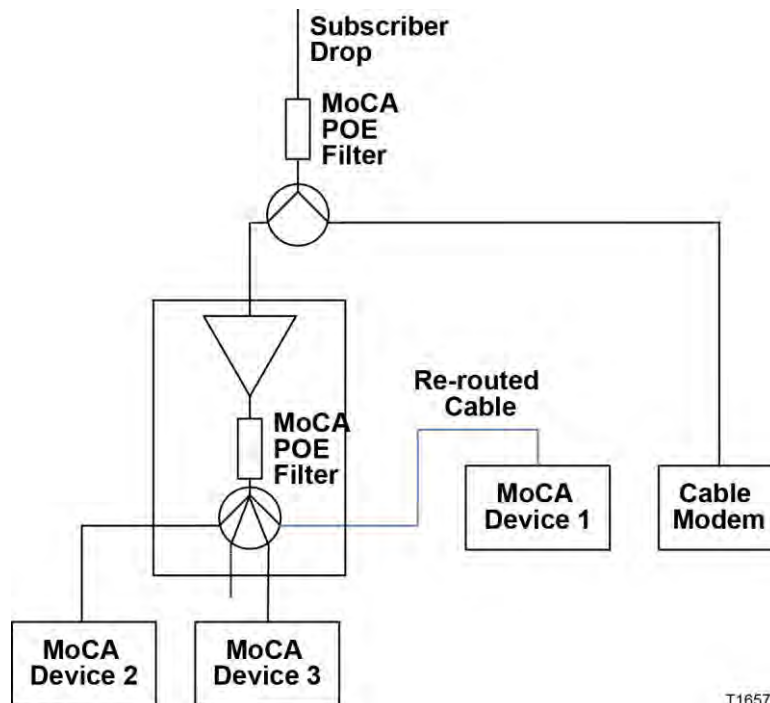 Subscriber
Drop
MoCA
POE
Filter
MoCA
POE
Filter
Re-routed
Cable
MoCA
Device 1
Cable
Modem
MoCA
Device 2
MoCA
Device 3
T1657